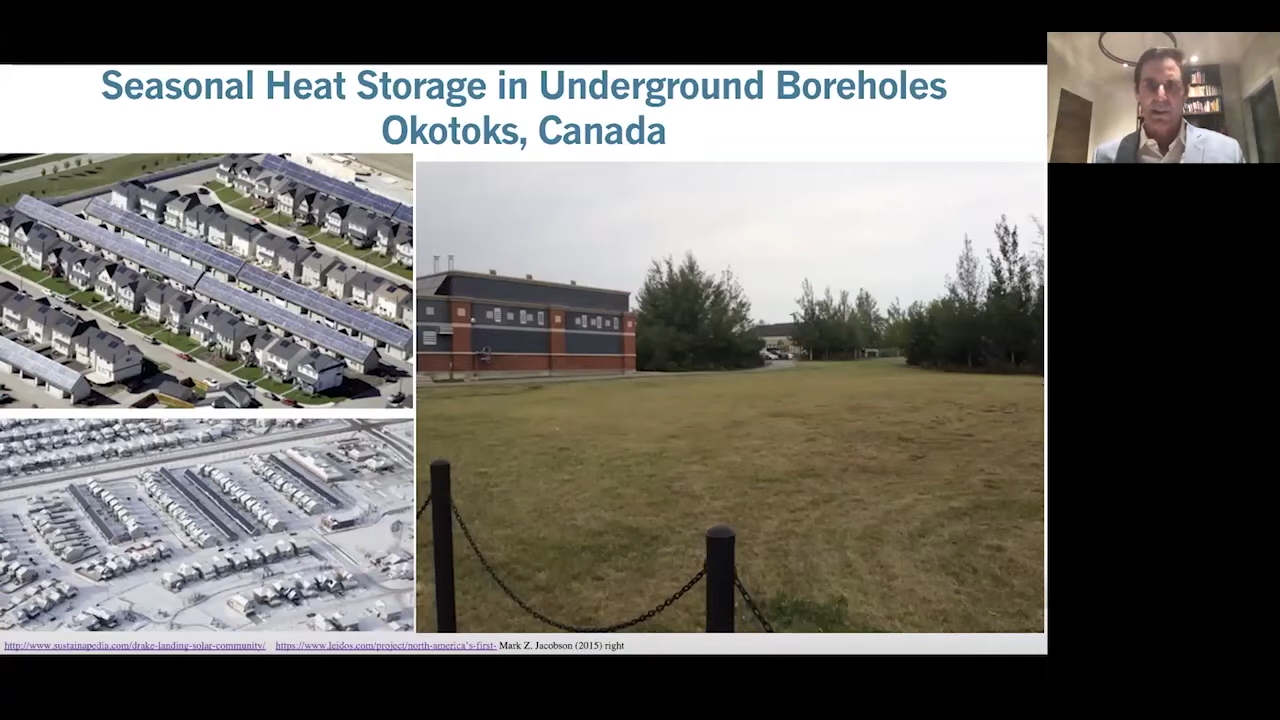 Seasonal Heat Storage in Underground Boreholes
Okotoks, Canada
http://www.sustainapedia.com/drake-landing-solar-community/ https://www.leidos.com/project/north-america's-first- Mark Z. Jacobson (2015) right